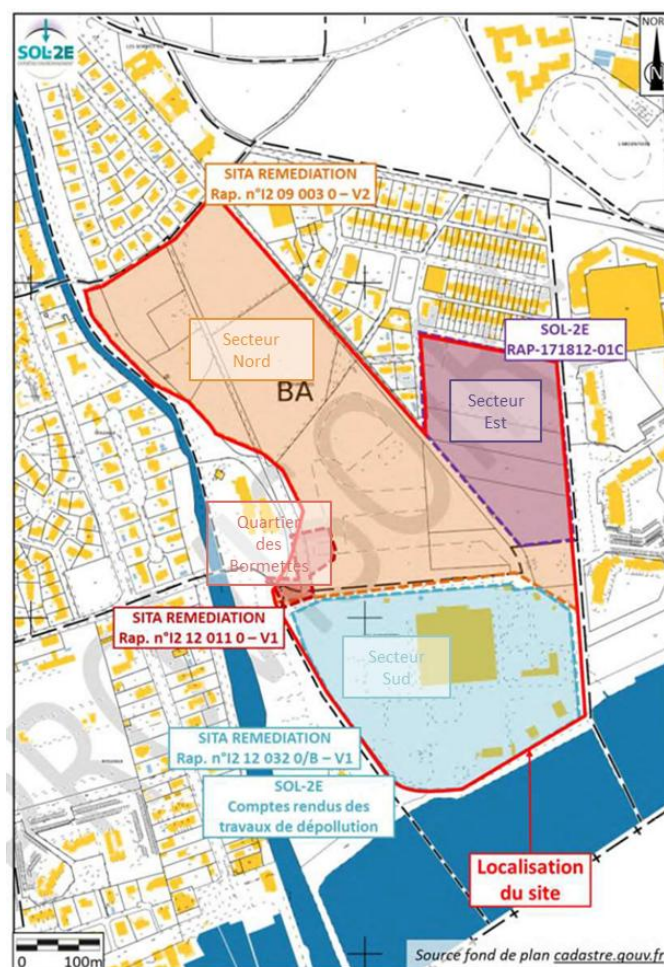 SOL-2E
NORD
N
LES SERRES
L'ARGENTIERE
SITA REMEDIATION
Rap. n°I2 09 003 0 – V2
SOL-2E
RAP-171812-01C
Secteur
Nord
BA
Secteur
Est
Quartier
des
Bormettes
SITA REMEDIATION
Rap. n°I2 12 011 0 – V1
Secteur
Sud
SITA REMEDIATION
Rap. n°I2 12 032 0/B – V1
SOL-2E
Comptes rendus des
travaux de dépollution
Localisation
du site
0 100m
Source fond de plan cadastre.gouv.fr